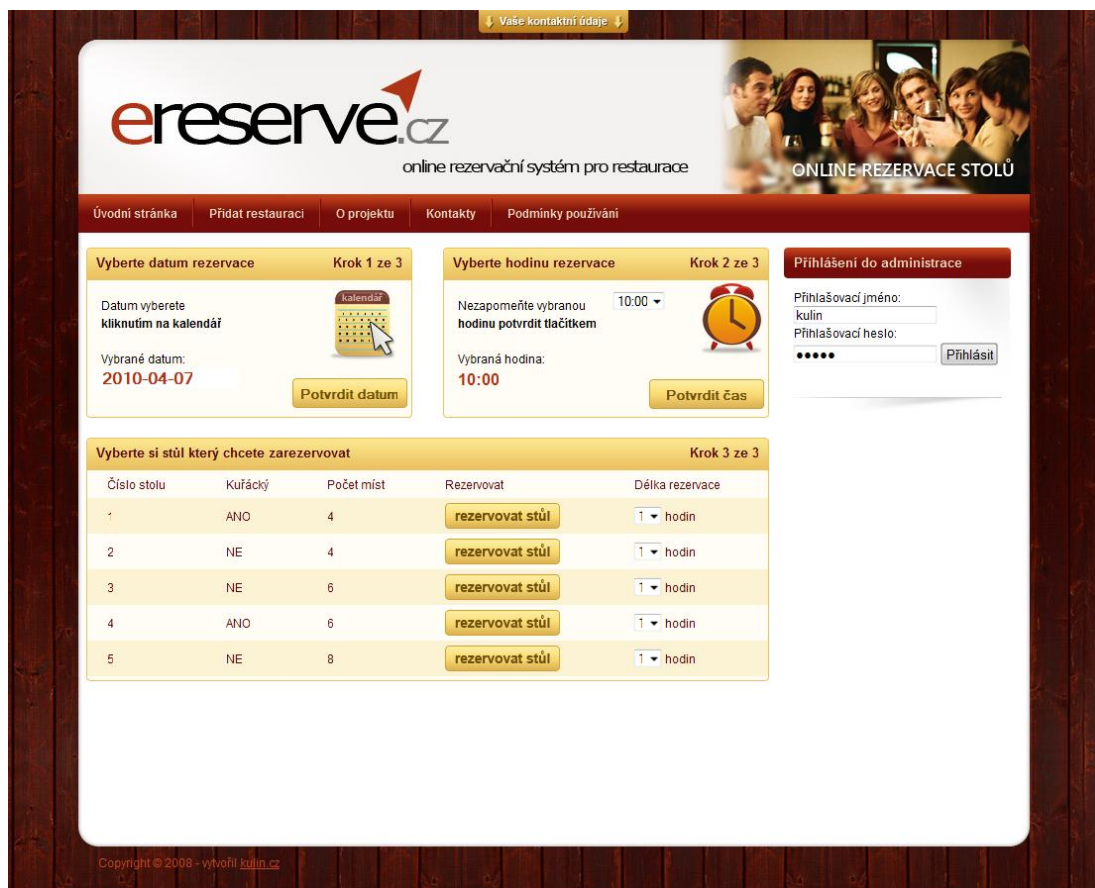 Vaše kontaktní údaje
ereserve.cz
online rezervační systém pro restaurace
ONLINE REZERVACE STOLŮ
Úvodní stránka Přidat restauraci O projektu Kontakty Podmínky používání
Vyberte datum rezervace Krok 1 ze 3
Datum vyberete
kliknutím na kalendář
kalendář
Vybrané datum:
2010-04-07
Potvrdit datum
Vyberte hodinu rezervace Krok 2 ze 3
Nezapomeňte vybranou 10:00
hodinu potvrdit tlačítkem
Vybraná hodina:
10:00
Potvrdit čas
Příhlášení do administrace
Přihlašovací jméno:
kulin
Přihlašovací heslo:
●●●●● Přihlásit
Vyberte si stůl který chcete zarezervovat Krok 3 ze 3
Číslo stolu Kuřácký Počet míst Rezervovat Délka rezervace
1 ANO 4 rezervovat stůl 1 hodin
2 NE 4 rezervovat stůl 1 hodin
3 NE 6 rezervovat stůl 1 hodin
4 ANO 6 rezervovat stůl 1 hodin
5 NE 8 rezervovat stůl 1 hodin
Copyright © 2008 - vytvořil kulin.cz